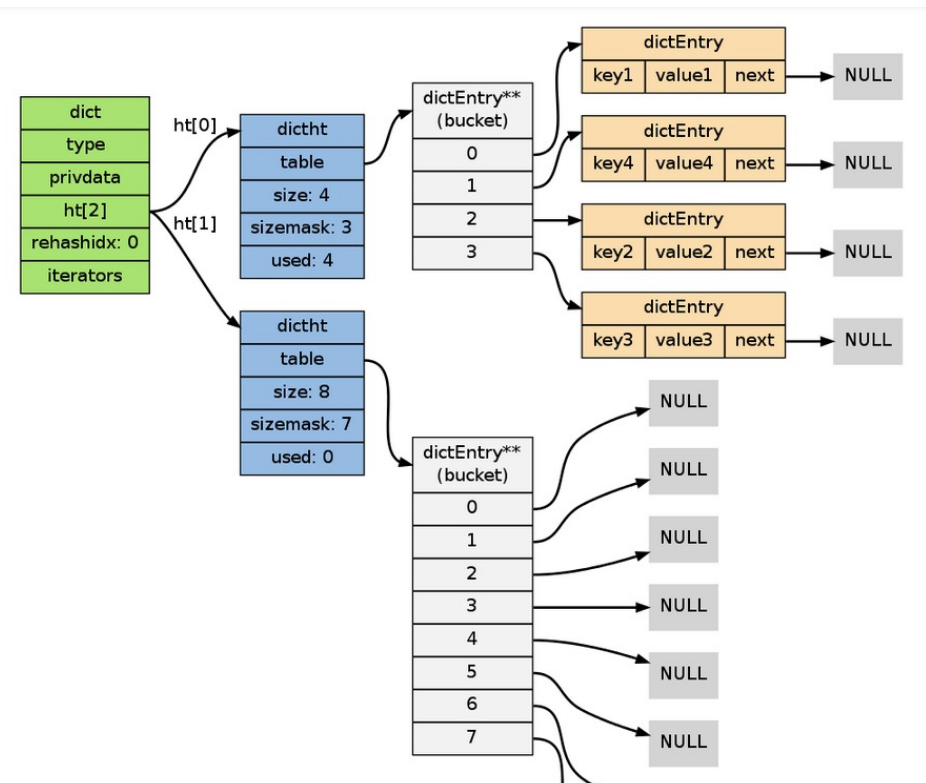 dict
type
privdata
ht[2]
rehashidx: 0
iterators
ht[0]
ht[1]
dictht
table
size: 4
sizemask: 3
used: 4
dictht
table
size: 8
sizemask: 7
used: 0
dictEntry**
(bucket)
0
1
2
3
dictEntry
key1 value1 next
NULL
dictEntry
key4 value4 next
NULL
dictEntry
key2 value2 next
NULL
dictEntry
key3 value3 next
NULL
dictEntry**
(bucket)
0
1
2
3
4
5
6
7
NULL
NULL
NULL
NULL
NULL
NULL